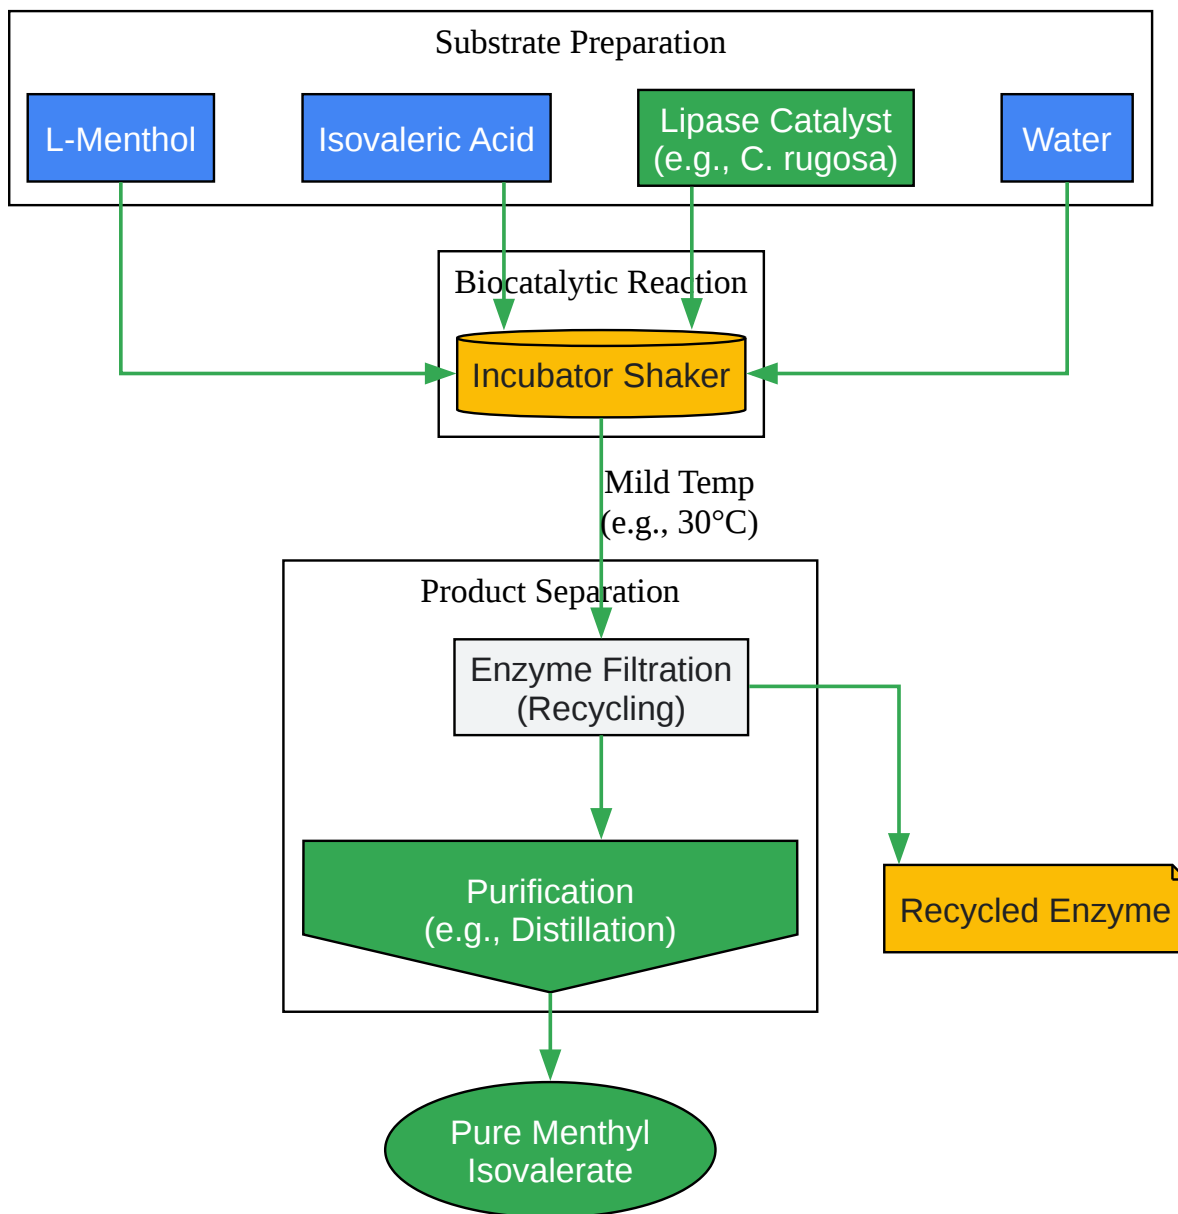 Substrate Preparation
L-Menthol
Isovaleric Acid
Lipase Catalyst
(e.g., C. rugosa)
Water
Biocatalytic Reaction
Incubator Shaker
Mild Temp
(e.g., 30°C)
Product Separation
Enzyme Filtration
(Recycling)
Purification
(e.g., Distillation)
Recycled Enzyme
Pure Menthyl
Isovalerate